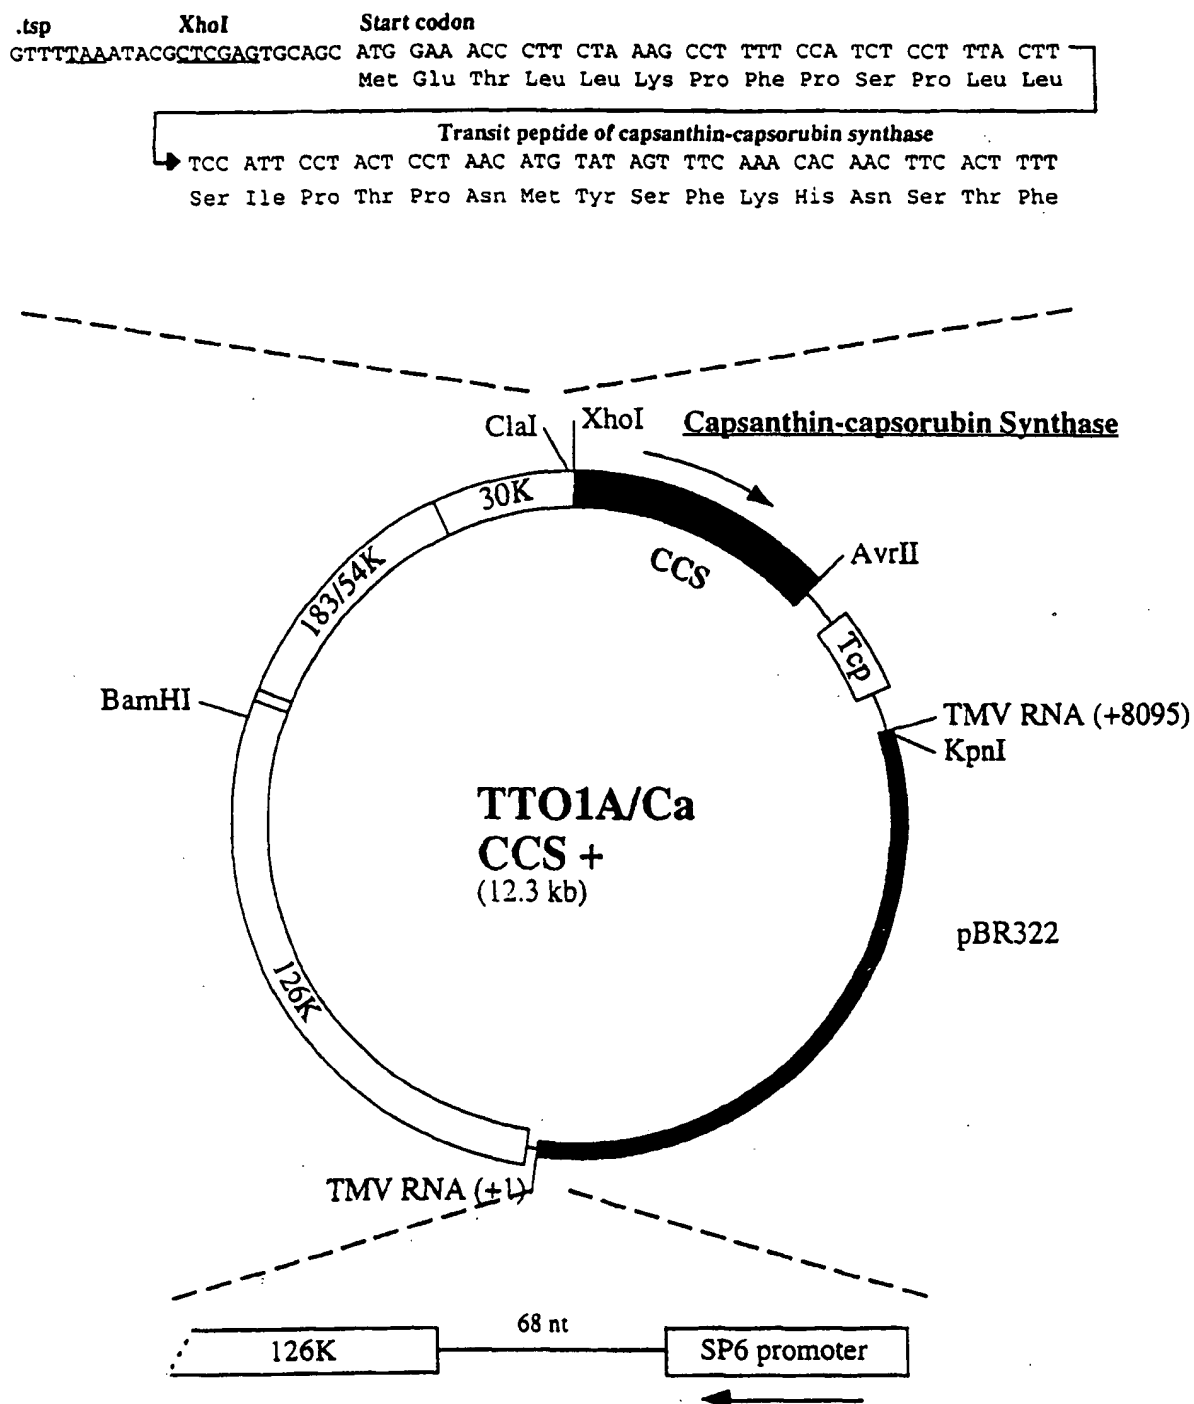 .tsp XhoI Start codon
GTTTTAAATACGCTCGAGTGCAGC ATG GAA ACC CTT CTA AAG CCT TTT CCA TCT CCT TTA CTT
Met Glu Thr Leu Leu Lys Pro Phe Pro Ser Pro Leu Leu
Transit peptide of capsanthin-capsorubin synthase
TCC ATT CCT ACT CCT AAC ATG TAT AGT TTC AAA CAC AAC TTC ACT TTT
Ser Ile Pro Thr Pro Asn Met Tyr Ser Phe Lys His Asn Ser Thr Phe
ClaI XhoI Capsanthin-capsorubin Synthase
30K
CCS
AvrII
183/54K
Tcp
BamHI
TMV RNA (+8095)
KpnI
TTO1A/Ca
CCS +
(12.3 kb)
pBR322
126K
TMV RNA (+1)
68 nt
126K SP6 promoter